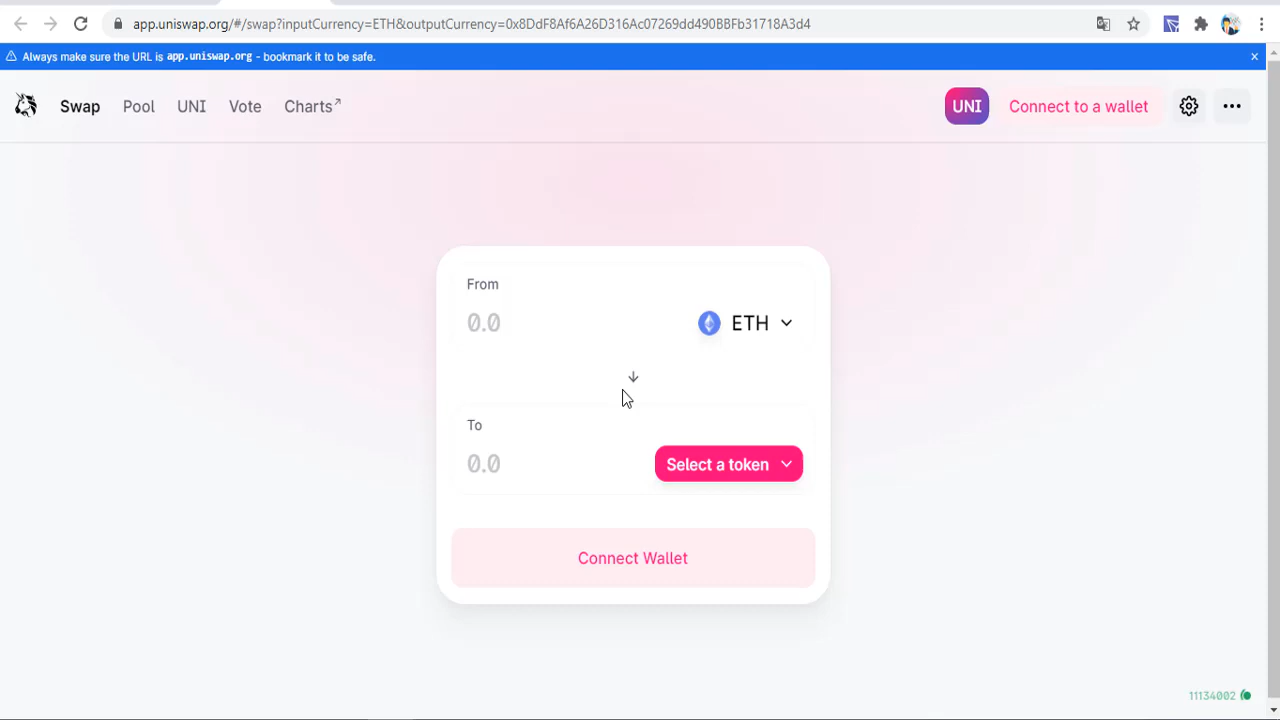 app.uniswap.org/#/swap?inputCurrency=ETH&outputCurrency=0x8DdF8Af6A26D316Ac07269dd490BBFb31718A3d4
Always make sure the URL is app.uniswap.org - bookmark it to be safe.
Swap Pool UNI Vote Charts↗ UNI Connect to a wallet
From
0.0 ETH
To
0.0 Select a token
Connect Wallet
11134002